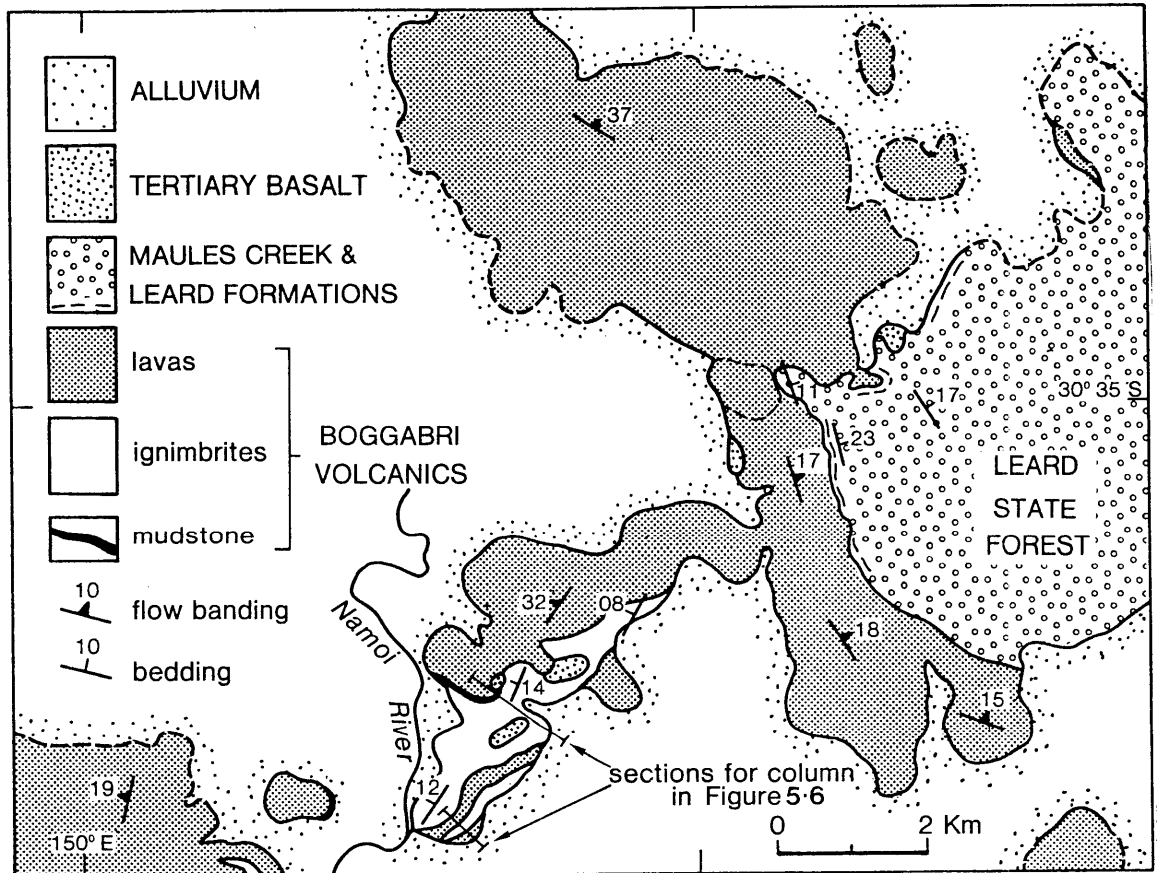 ALLUVIUM
TERTIARY BASALT
MAULES CREEK &
LEARD FORMATIONS
lavas
ignimbrites
BOGGABRI
VOLCANICS
mudstone
10
flow banding
10
bedding
37
11
17
30° 35 S
23
17
LEARD
STATE
FOREST
32
08
18
14
15
Namoi
River
12
19
150° E
sections for column
in Figure 5·6
0 2 Km